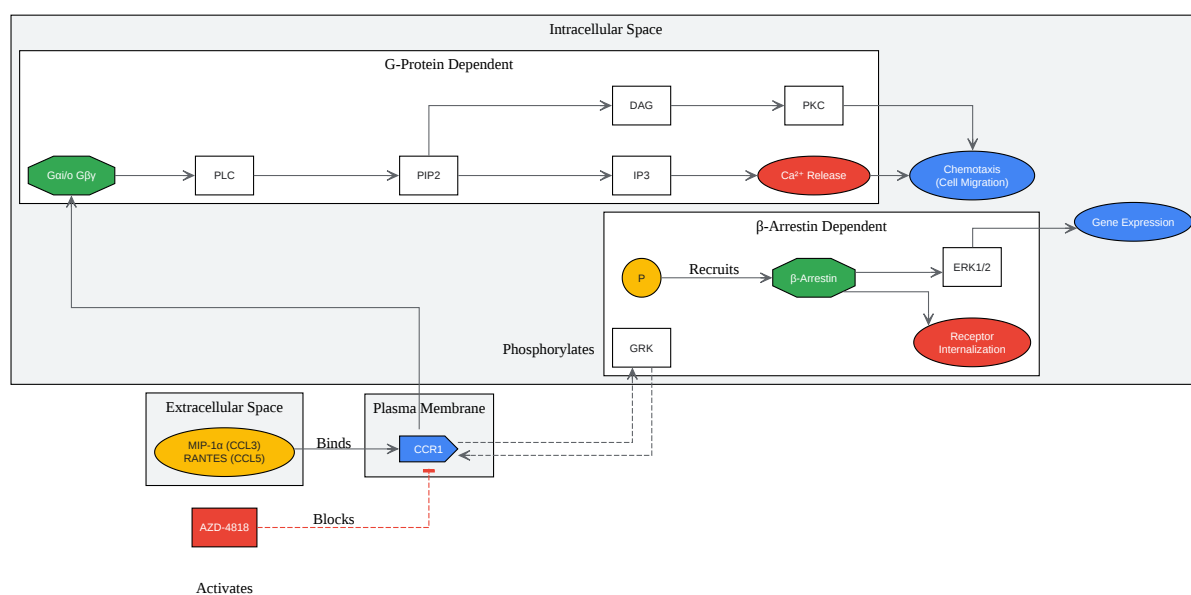 Intracellular Space
G-Protein Dependent
DAG
PKC
Gαi/o Gβγ
PLC
PIP2
IP3
Ca²⁺ Release
Chemotaxis
(Cell Migration)
Gene Expression
β-Arrestin Dependent
P
Recruits
β-Arrestin
ERK1/2
Phosphorylates
GRK
Receptor
Internalization
Extracellular Space
MIP-1α (CCL3)
RANTES (CCL5)
Binds
Plasma Membrane
CCR1
AZD-4818
Blocks
Activates